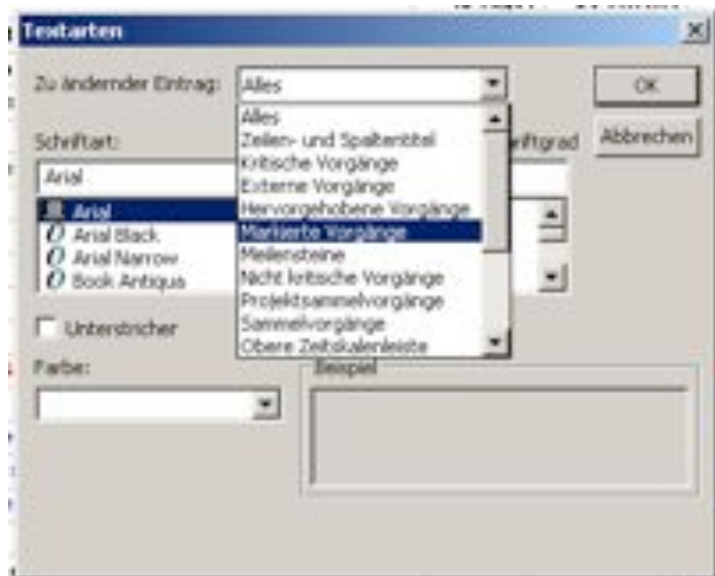 Textarten
Zu ändernder Eintrag: Alles OK
Alles
Schriftart: Zeilen- und Spaltentitel riftgrad Abbrechen
Kritische Vorgänge
Arial Externe Vorgänge
Arial Hervorgehobene Vorgänge
Arial Black Markierte Vorgänge
Arial Narrow Meilensteine
Book Antiqua Nicht kritische Vorgänge
Projektsammelvorgänge
Unterstricher Sammelvorgänge
Obere Zeitskalenleiste
Farbe: Beispiel